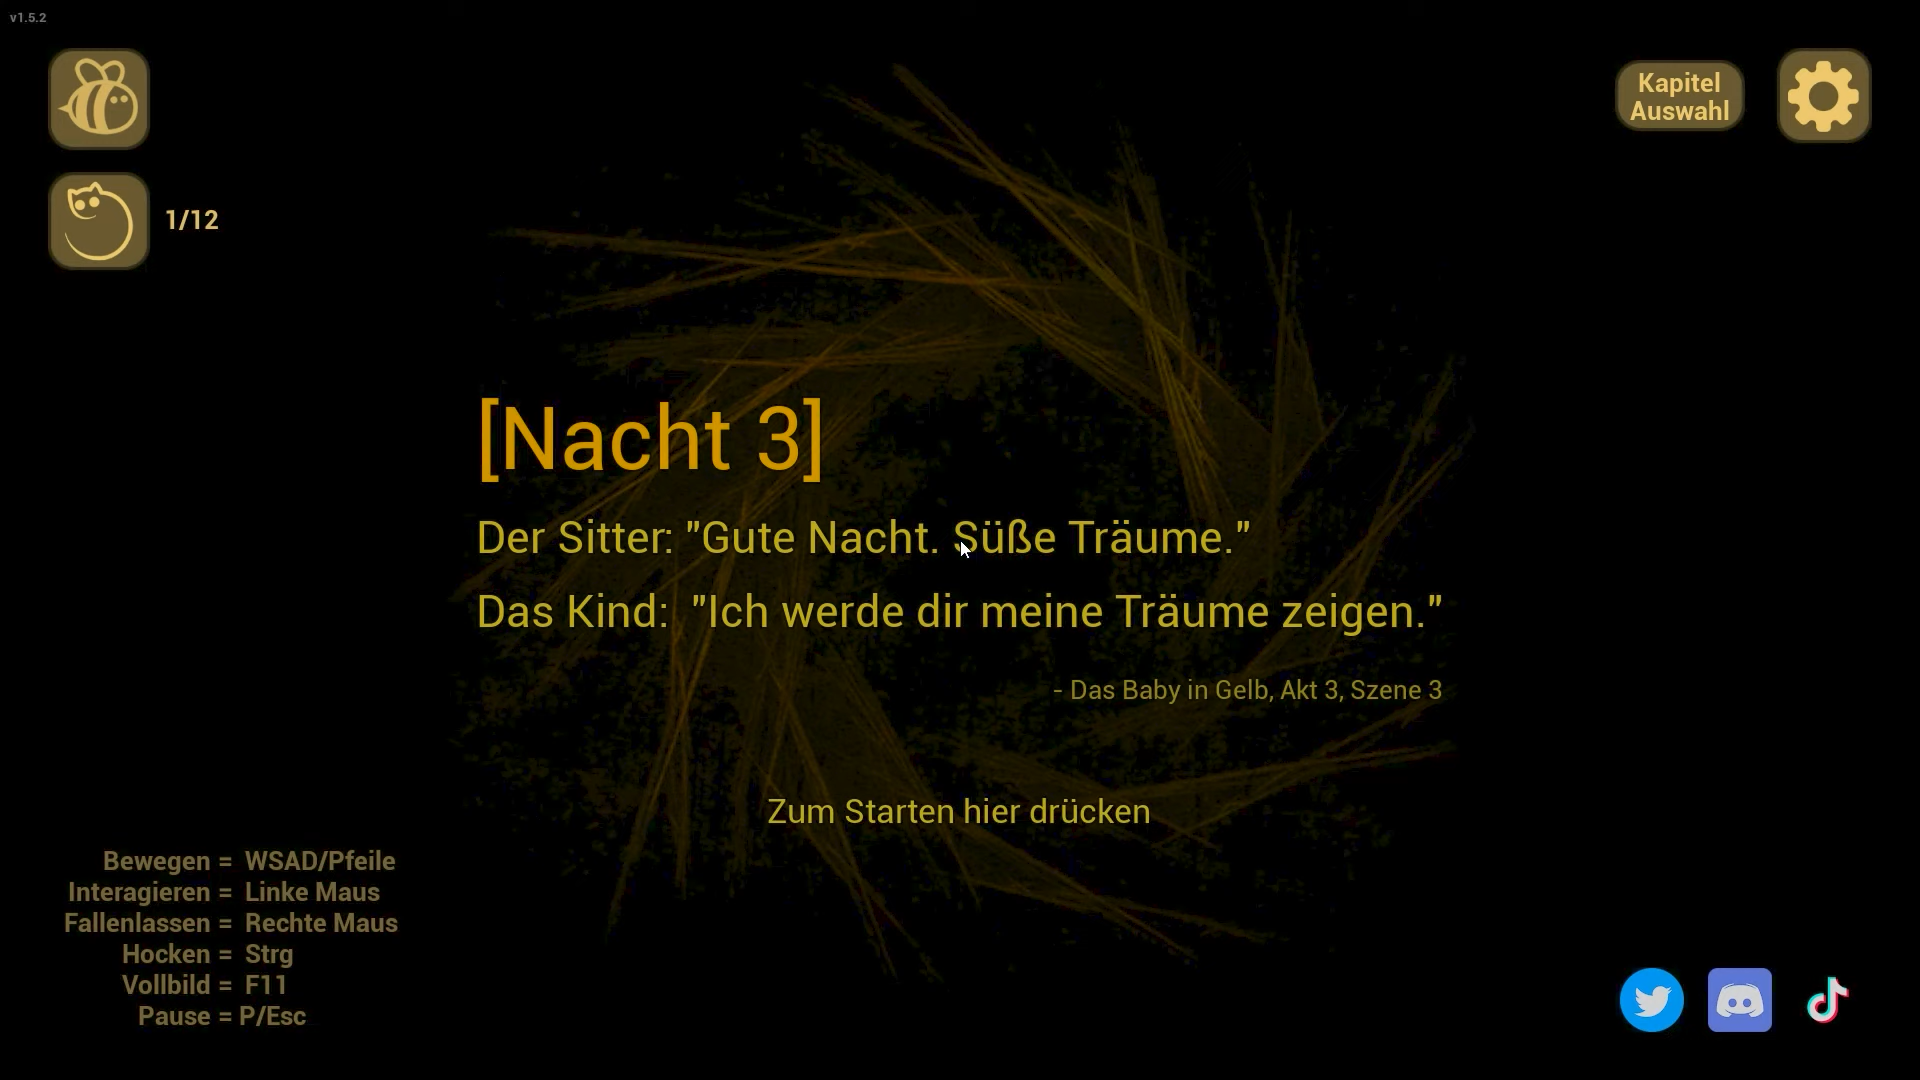 v1.5.2
Kapitel
Auswahl
1/12
[Nacht 3]
Der Sitter: "Gute Nacht. Süße Träume."
Das Kind:  "Ich werde dir meine Träume zeigen."
- Das Baby in Gelb, Akt 3, Szene 3
Zum Starten hier drücken
Bewegen = WSAD/Pfeile
Interagieren = Linke Maus
Fallenlassen = Rechte Maus
Hocken = Strg
Vollbild = F11
Pause = P/Esc